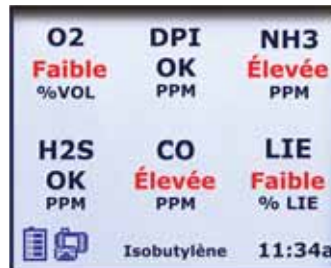 O2 DPI NH3
Faible OK Élevée
%VOL PPM PPM
H2S CO LIE
OK Élevée Faible
PPM PPM % LIE
Isobutylène 11:34a